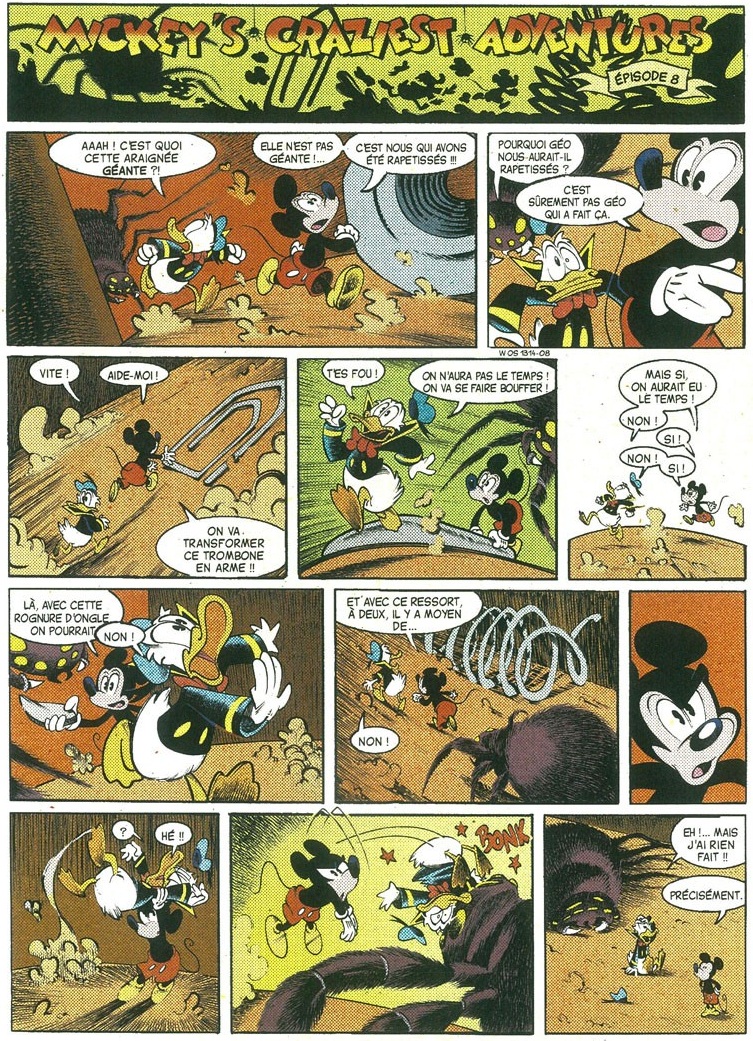 MICKEY'S CRAZIEST ADVENTURES
ÉPISODE 8
AAAH ! C'EST QUOI
CETTE ARAIGNÉE
GÉANTE ?!
ELLE N'EST PAS
GÉANTE !...
C'EST NOUS QUI AVONS
ÉTÉ RAPETISSÉS !!!
POURQUOI GÉO
NOUS-AURAIT-IL
RAPETISSÉS ?
C'EST
SÛREMENT PAS GÉO
QUI A FAIT ÇA.
W OS 1314-08
VITE !
AIDE-MOI !
ON VA
TRANSFORMER
CE TROMBONE
EN ARME !!
T'ES FOU !
ON N'AURA PAS LE TEMPS !
ON VA SE FAIRE BOUFFER !
MAIS SI,
ON AURAIT EU
LE TEMPS !
NON !
SI !
NON !
SI !
LÀ, AVEC CETTE
ROGNURE D'ONGLE,
ON POURRAIT
NON !
ET AVEC CE RESSORT,
À DEUX, IL Y A MOYEN
DE...
NON !
?
HÉ !!
BONK
EH !... MAIS
J'AI RIEN
FAIT !!
PRÉCISÉMENT.